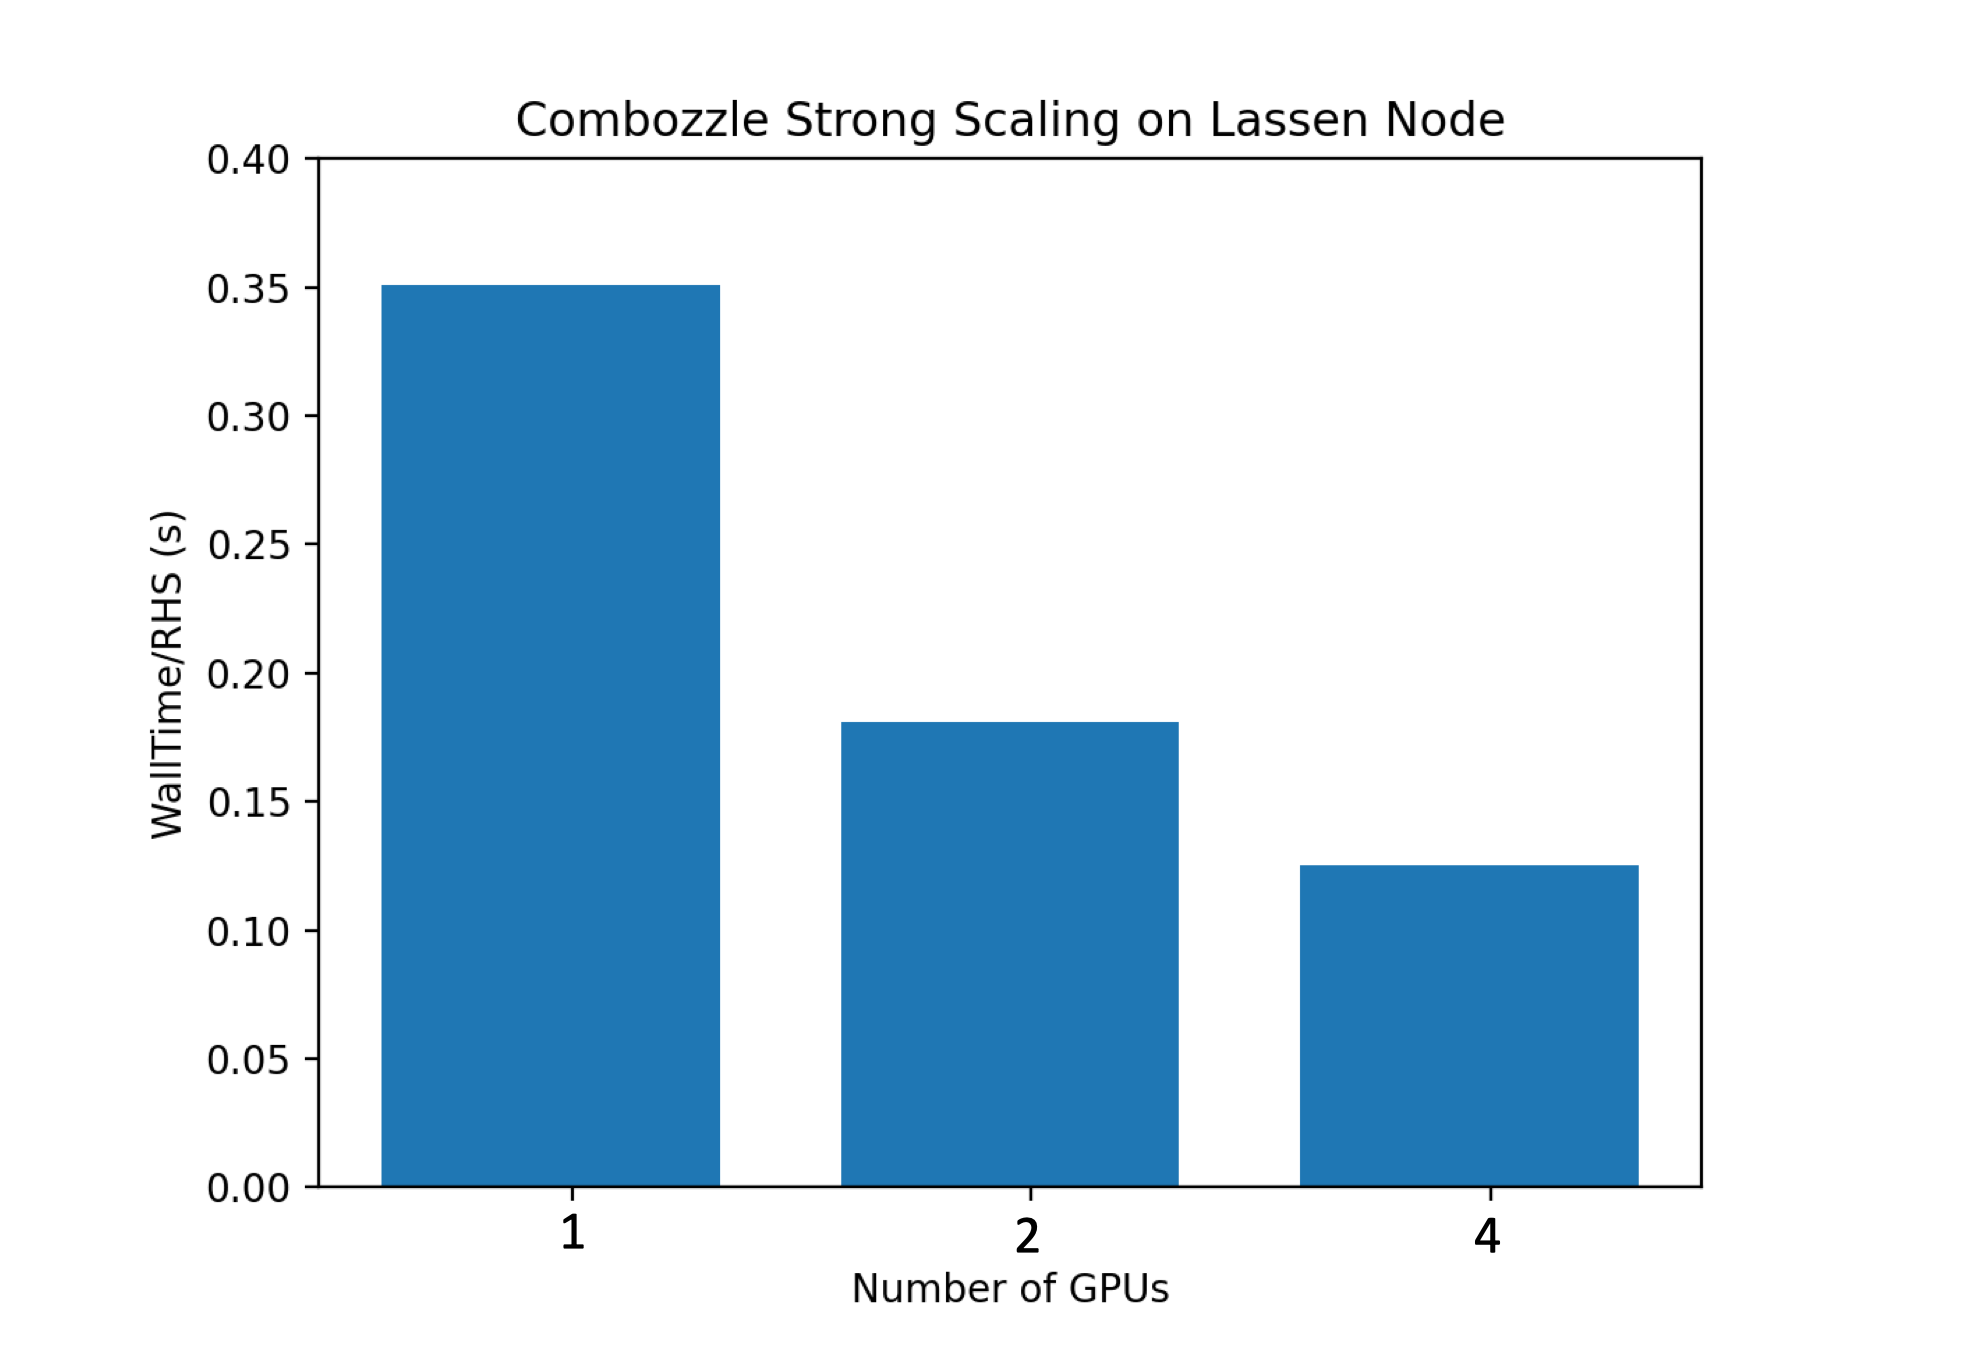 Combozzle Strong Scaling on Lassen Node
0.40
0.35
0.30
0.25
0.20
0.15
0.10
0.05
0.00
WallTime/RHS (s)
1 2 4
Number of GPUs